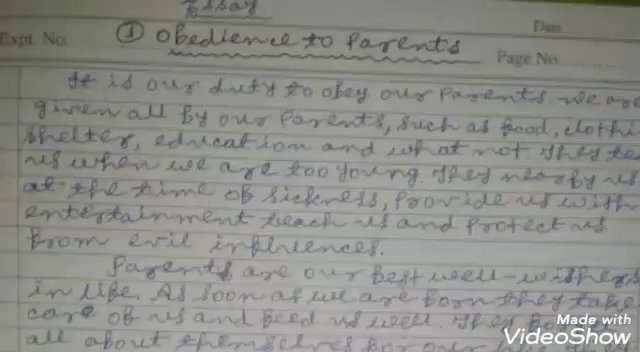 Essay
Date
Expt. No
① Obedience to Parents
Page No.
It is our duty to obey our Parents. we are
given all by our Parents, such as food, cloth
shelter, education and what not They te
us when we are too young. They near by us
at the time of sickness, Provide us with
entertainment teach us and Protect us
from evil influences.
Parents are our best well-wishers
in life. As soon as we are born they take
care of us and feed us well. They
all about themselves for our
Made with
VideoShow